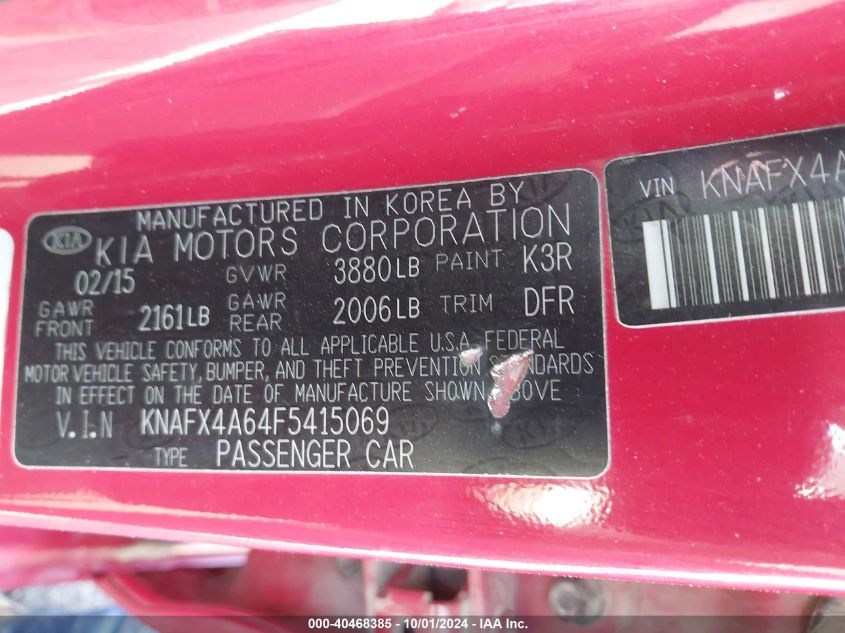 MANUFACTURED IN KOREA BY
KIA KIA MOTORS CORPORATION
02/15 GVWR 3880LB PAINT K3R
GAWR FRONT 2161LB GAWR REAR 2006LB TRIM DFR
THIS VEHICLE CONFORMS TO ALL APPLICABLE U.S.A. FEDERAL
MOTOR VEHICLE SAFETY, BUMPER, AND THEFT PREVENTION STANDARDS
IN EFFECT ON THE DATE OF MANUFACTURE SHOWN ABOVE
V.I.N KNAFX4A64F5415069
TYPE PASSENGER CAR
VIN KNAFX4A
000-40468385 - 10/01/2024 - IAA Inc.